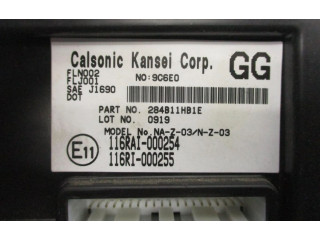 Calsonic Kansei Corp. GG
FLN002
FLJ001 NO:9C6E0
SAE J1690
DOT
PART NO. 284B11HB1E
LOT NO. 0919
MODEL No.NA-Z-03/N-Z-03
E11 116RAI-000254
116RI-000255